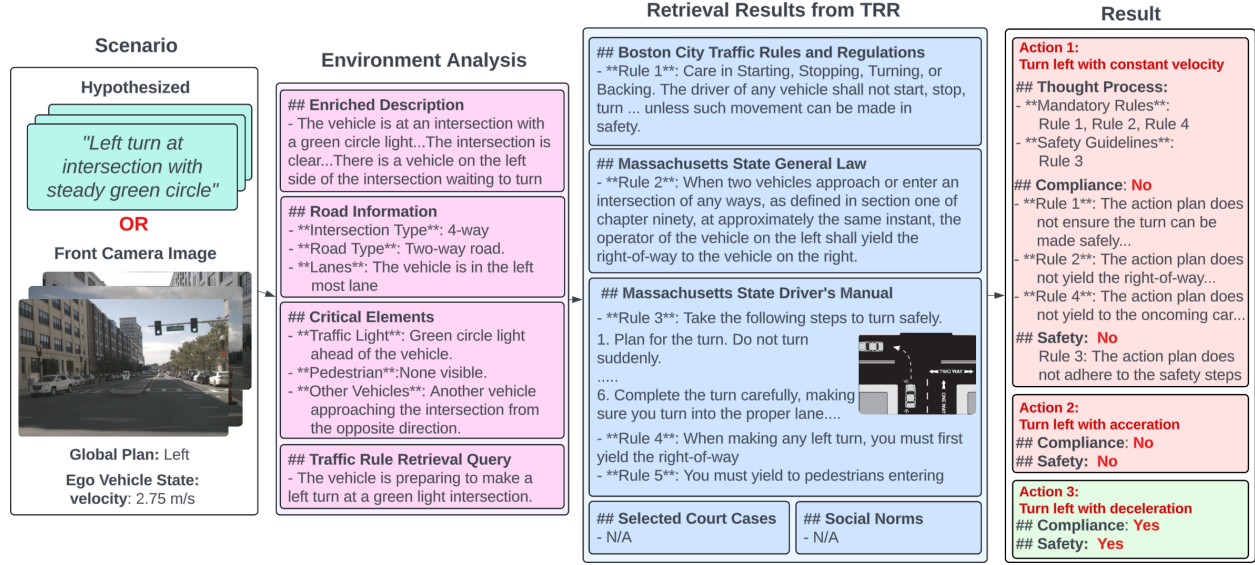 Scenario
Hypothesized
"Left turn at
intersection with
steady green circle"
OR
Front Camera Image
Global Plan: Left
Ego Vehicle State:
velocity: 2.75 m/s
Environment Analysis
## Enriched Description
- The vehicle is at an intersection with
a green circle light...The intersection is
clear...There is a vehicle on the left
side of the intersection waiting to turn
## Road Information
- **Intersection Type**: 4-way
- **Road Type**: Two-way road.
- **Lanes**: The vehicle is in the left
most lane
## Critical Elements
- **Traffic Light**: Green circle light
ahead of the vehicle.
- **Pedestrian**:None visible.
- **Other Vehicles**: Another vehicle
approaching the intersection from
the opposite direction.
## Traffic Rule Retrieval Query
- The vehicle is preparing to make a
left turn at a green light intersection.
Retrieval Results from TRR
## Boston City Traffic Rules and Regulations
- **Rule 1**: Care in Starting, Stopping, Turning, or
Backing. The driver of any vehicle shall not start, stop,
turn ... unless such movement can be made in
safety.
## Massachusetts State General Law
- **Rule 2**: When two vehicles approach or enter an
intersection of any ways, as defined in section one of
chapter ninety, at approximately the same instant, the
operator of the vehicle on the left shall yield the
right-of-way to the vehicle on the right.
## Massachusetts State Driver's Manual
- **Rule 3**: Take the following steps to turn safely.
1. Plan for the turn. Do not turn
suddenly.
.....
6. Complete the turn carefully, making
sure you turn into the proper lane....
TWO WAY
ONE WAY
- **Rule 4**: When making any left turn, you must first
yield the right-of-way
- **Rule 5**: You must yield to pedestrians entering
## Selected Court Cases
- N/A
## Social Norms
- N/A
Result
Action 1:
Turn left with constant velocity
## Thought Process:
- **Mandatory Rules**:
Rule 1, Rule 2, Rule 4
- **Safety Guidelines**:
Rule 3
## Compliance: No
- **Rule 1**: The action plan does
not ensure the turn can be
made safely...
- **Rule 2**: The action plan does
not yield the right-of-way...
- **Rule 4**: The action plan does
not yield to the oncoming car...
## Safety: No
Rule 3: The action plan does
not adhere to the safety steps
Action 2:
Turn left with acceration
## Compliance: No
## Safety: No
Action 3:
Turn left with deceleration
## Compliance: Yes
## Safety: Yes